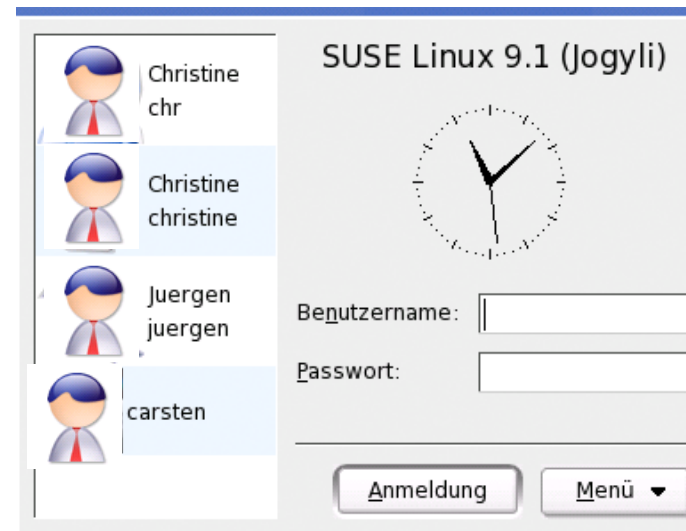 Christine
chr
Christine
christine
Juergen
juergen
carsten
SUSE Linux 9.1 (Jogyli)
Benutzername:
Passwort:
Anmeldung
Menü